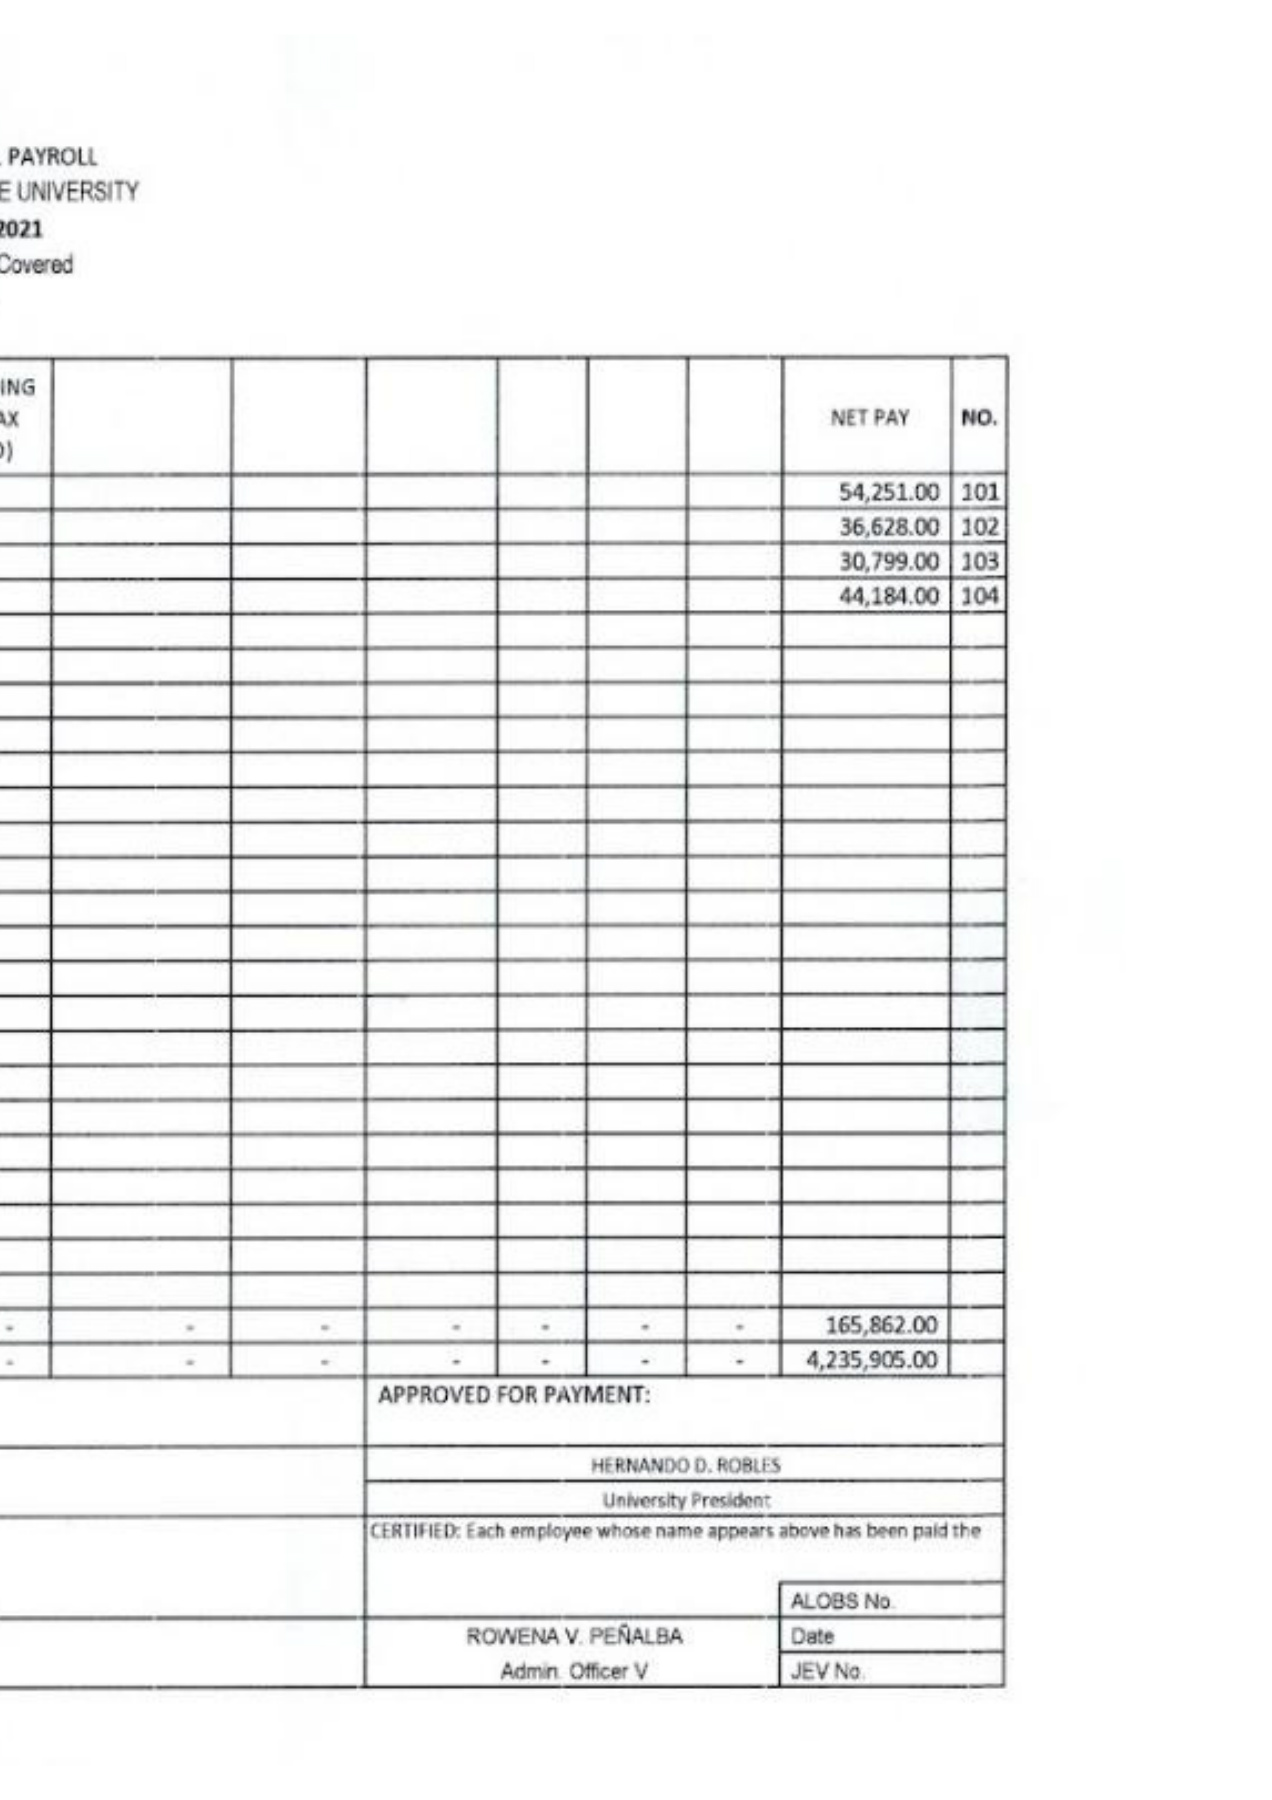 PAYROLL
E UNIVERSITY
2021
Covered
ING
AX
NET PAY NO.
54,251.00 101
36,628.00 102
30,799.00 103
44,184.00 104
- - - - - - - 165,862.00
- - - - - - - 4,235,905.00
APPROVED FOR PAYMENT:
HERNANDO D. ROBLES
University President
CERTIFIED: Each employee whose name appears above has been paid the
ALOBS No.
ROWENA V. PEÑALBA Date
Admin. Officer V JEV No.